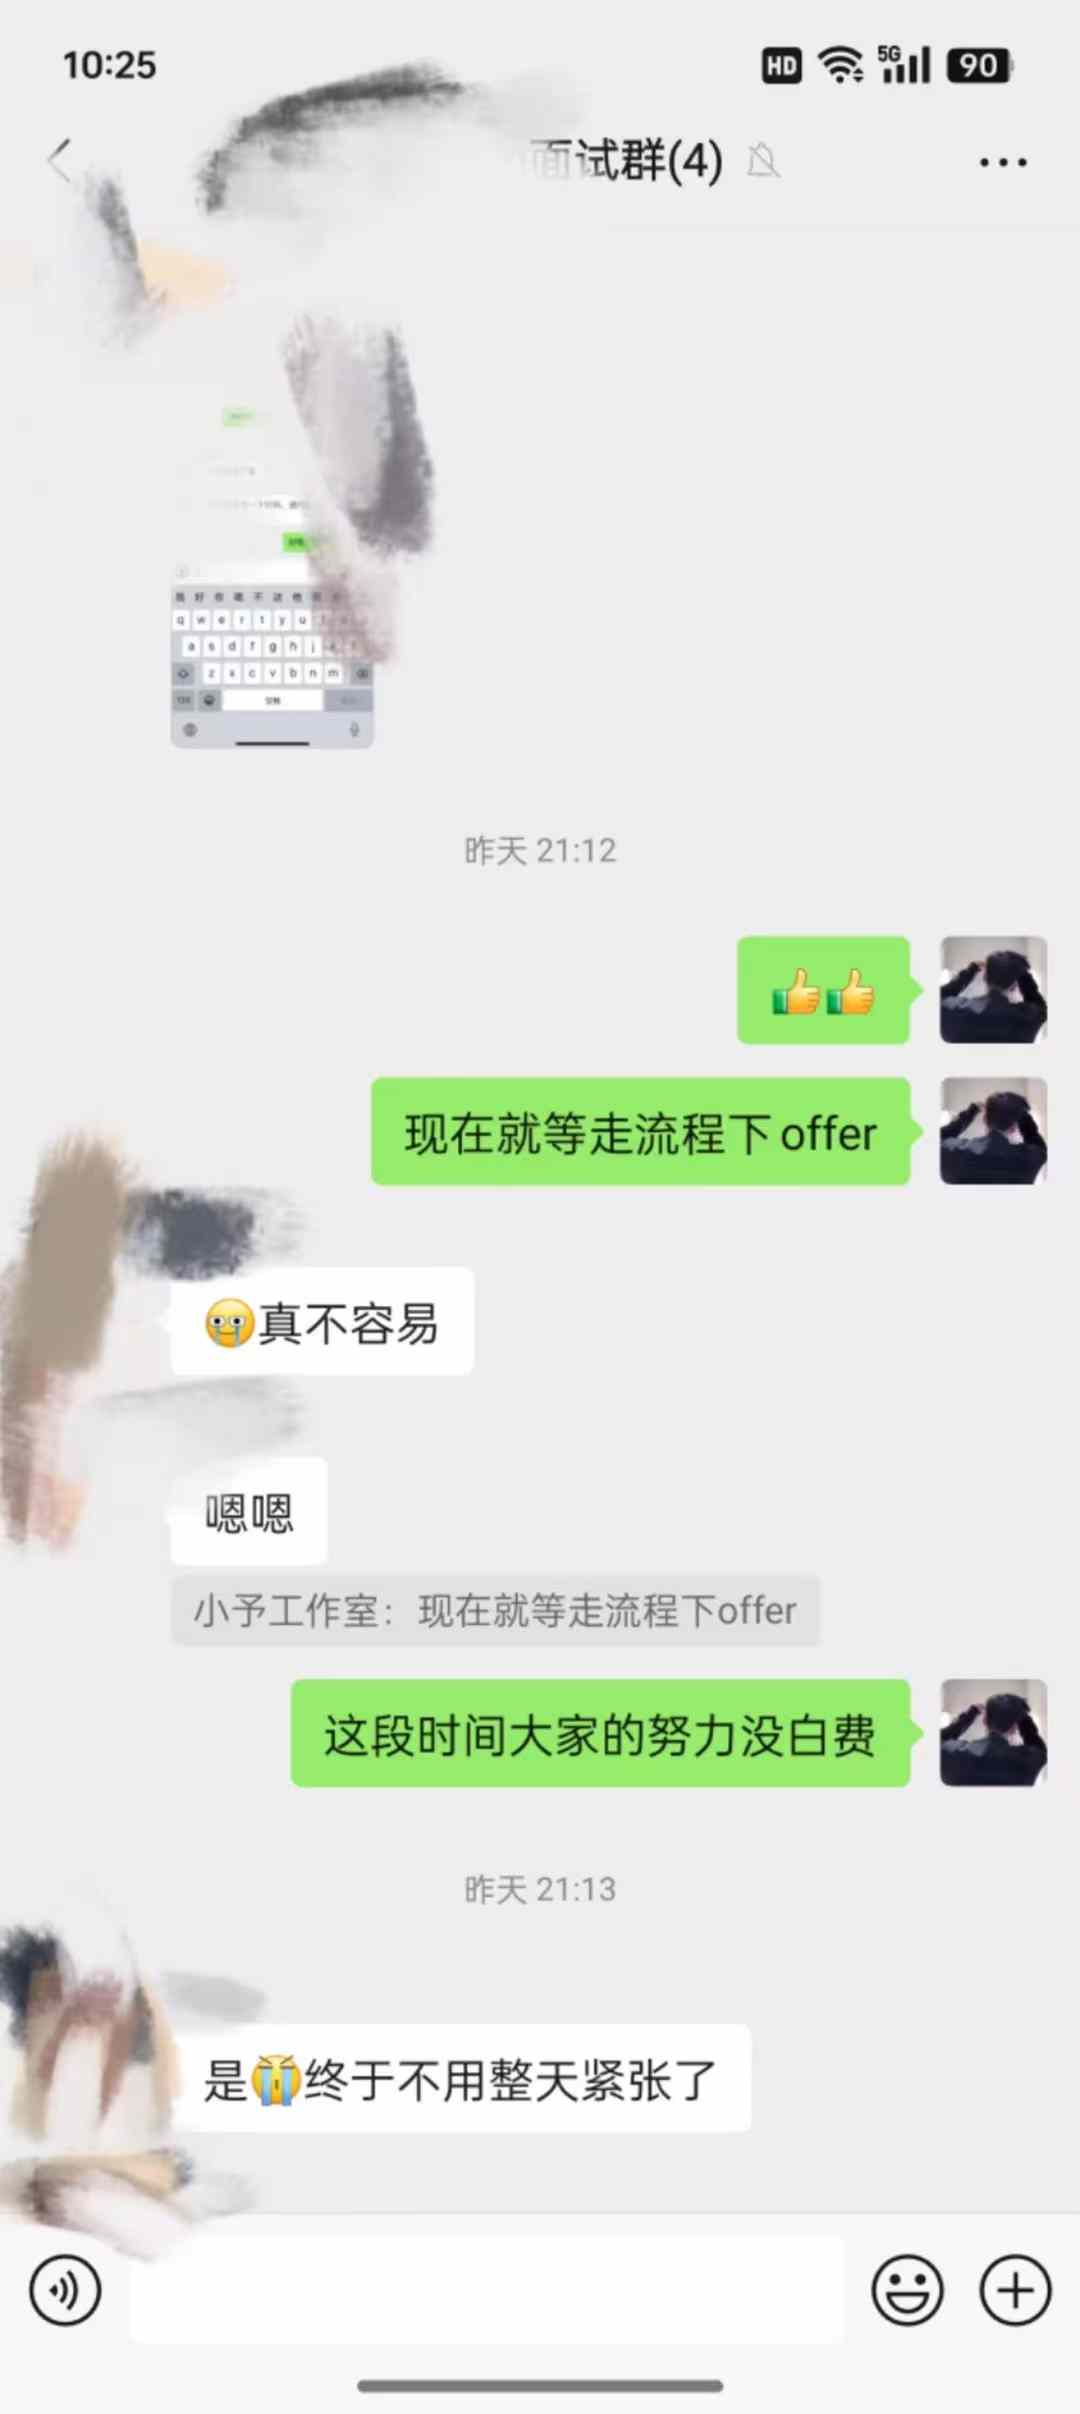 10:25
HD 5G 90
面试群(4)
q w e r t y u
a s d f g h j
z x c v b n m
昨天 21:12
👍👍
现在就等走流程下offer
😭真不容易
嗯嗯
小予工作室：现在就等走流程下offer
这段时间大家的努力没白费
昨天 21:13
是😭终于不用整天紧张了